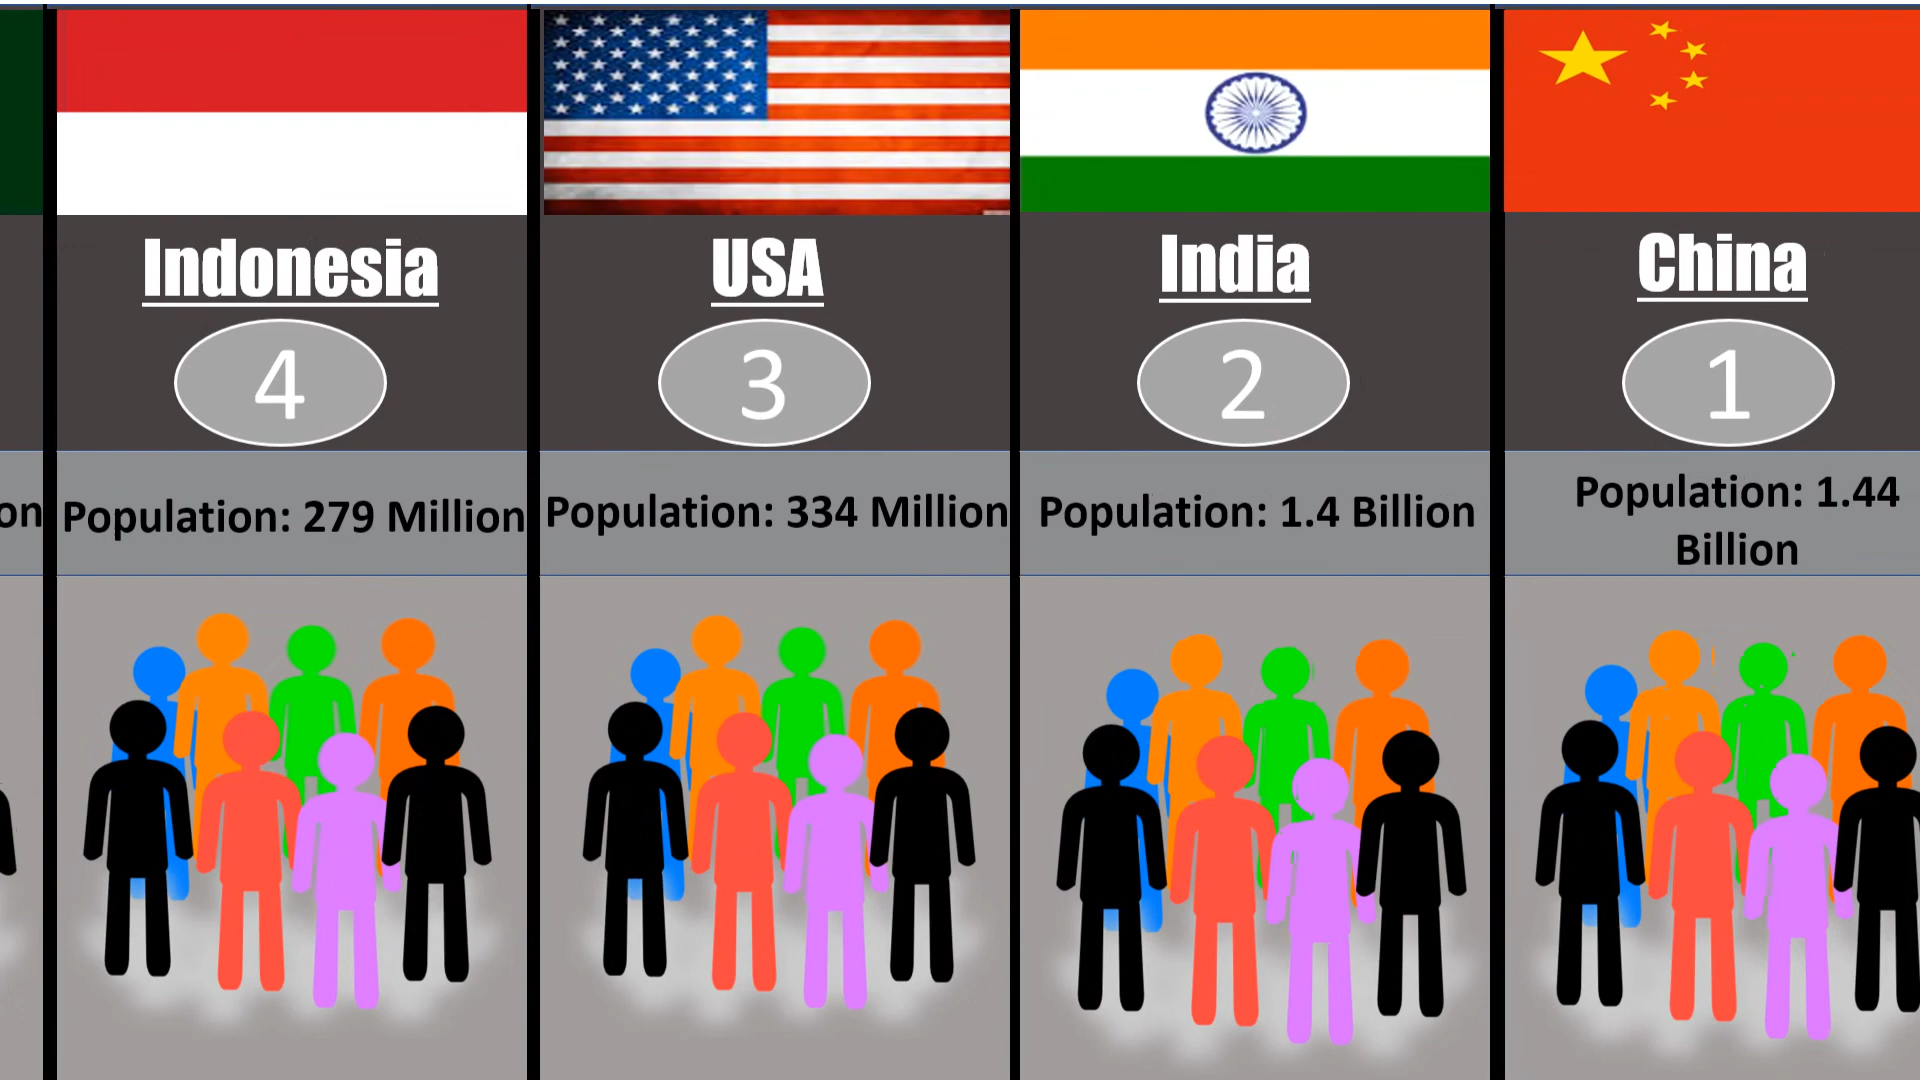 Indonesia
4
Population: 279 Million
USA
3
Population: 334 Million
India
2
Population: 1.4 Billion
China
1
Population: 1.44
Billion
on